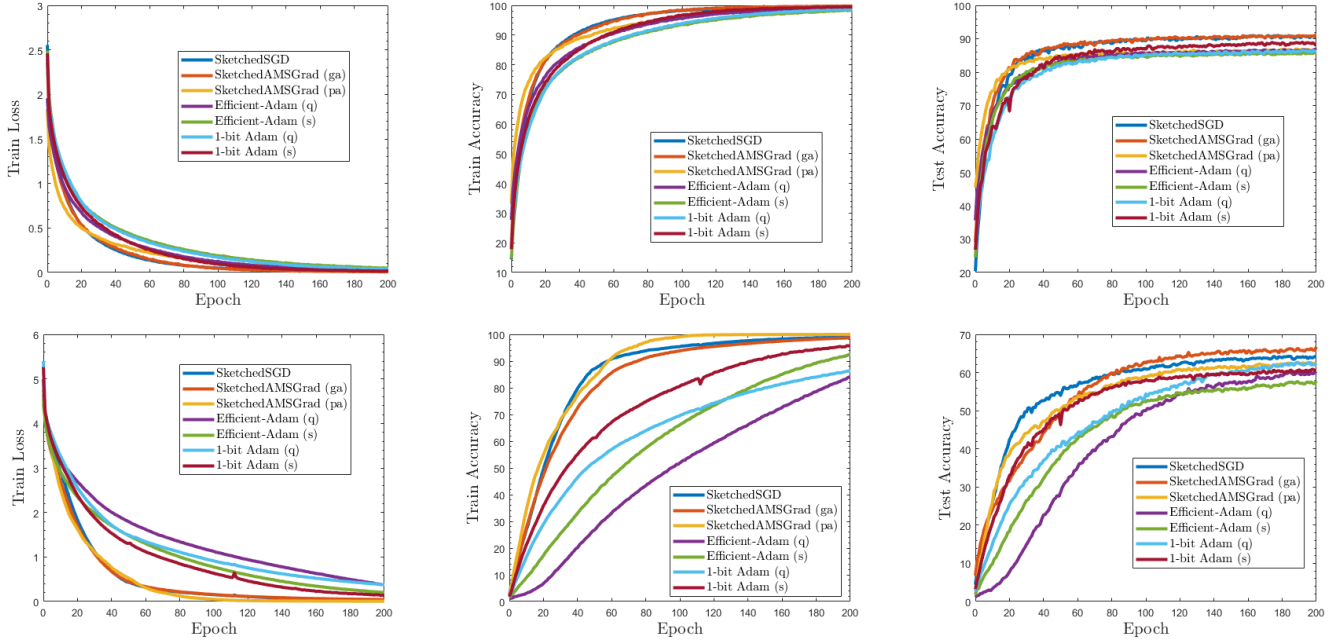 Train Loss
3
2.5
2
1.5
1
0.5
0
0 20 40 60 80 100 120 140 160 180 200
Epoch
SketchedSGD
SketchedAMSGrad (ga)
SketchedAMSGrad (pa)
Efficient-Adam (q)
Efficient-Adam (s)
1-bit Adam (q)
1-bit Adam (s)
Train Accuracy
100
90
80
70
60
50
40
30
20
10
0 20 40 60 80 100 120 140 160 180 200
Epoch
SketchedSGD
SketchedAMSGrad (ga)
SketchedAMSGrad (pa)
Efficient-Adam (q)
Efficient-Adam (s)
1-bit Adam (q)
1-bit Adam (s)
Test Accuracy
100
90
80
70
60
50
40
30
20
0 20 40 60 80 100 120 140 160 180 200
Epoch
SketchedSGD
SketchedAMSGrad (ga)
SketchedAMSGrad (pa)
Efficient-Adam (q)
Efficient-Adam (s)
1-bit Adam (q)
1-bit Adam (s)
Train Loss
6
5
4
3
2
1
0
0 20 40 60 80 100 120 140 160 180 200
Epoch
SketchedSGD
SketchedAMSGrad (ga)
SketchedAMSGrad (pa)
Efficient-Adam (q)
Efficient-Adam (s)
1-bit Adam (q)
1-bit Adam (s)
Train Accuracy
100
90
80
70
60
50
40
30
20
10
0
0 20 40 60 80 100 120 140 160 180 200
Epoch
SketchedSGD
SketchedAMSGrad (ga)
SketchedAMSGrad (pa)
Efficient-Adam (q)
Efficient-Adam (s)
1-bit Adam (q)
1-bit Adam (s)
Test Accuracy
70
60
50
40
30
20
10
0
0 20 40 60 80 100 120 140 160 180 200
Epoch
SketchedSGD
SketchedAMSGrad (ga)
SketchedAMSGrad (pa)
Efficient-Adam (q)
Efficient-Adam (s)
1-bit Adam (q)
1-bit Adam (s)